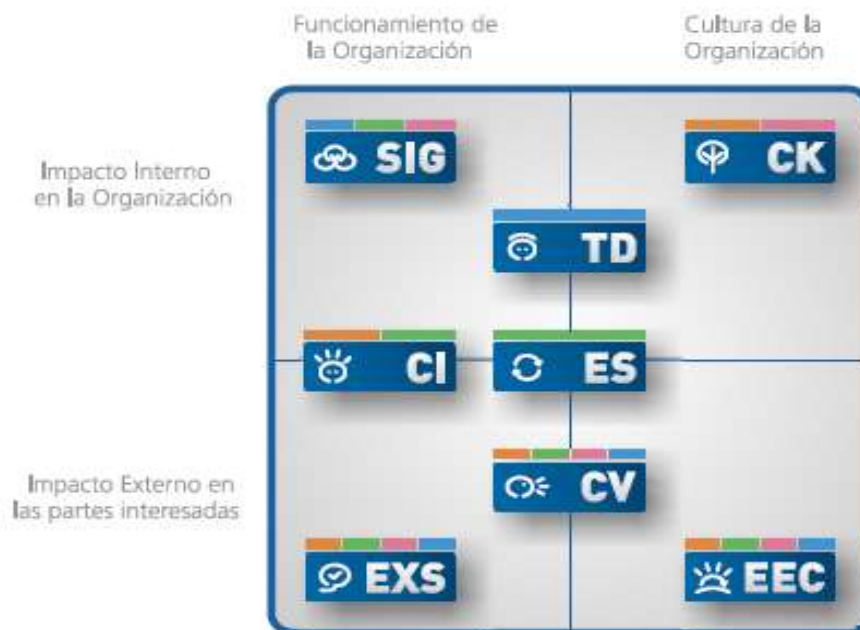 Funcionamiento de
la Organización
Cultura de la
Organización
Impacto Interno
en la Organización
SIG
CK
TD
CI
ES
Impacto Externo en
las partes interesadas
CV
EXS
EEC